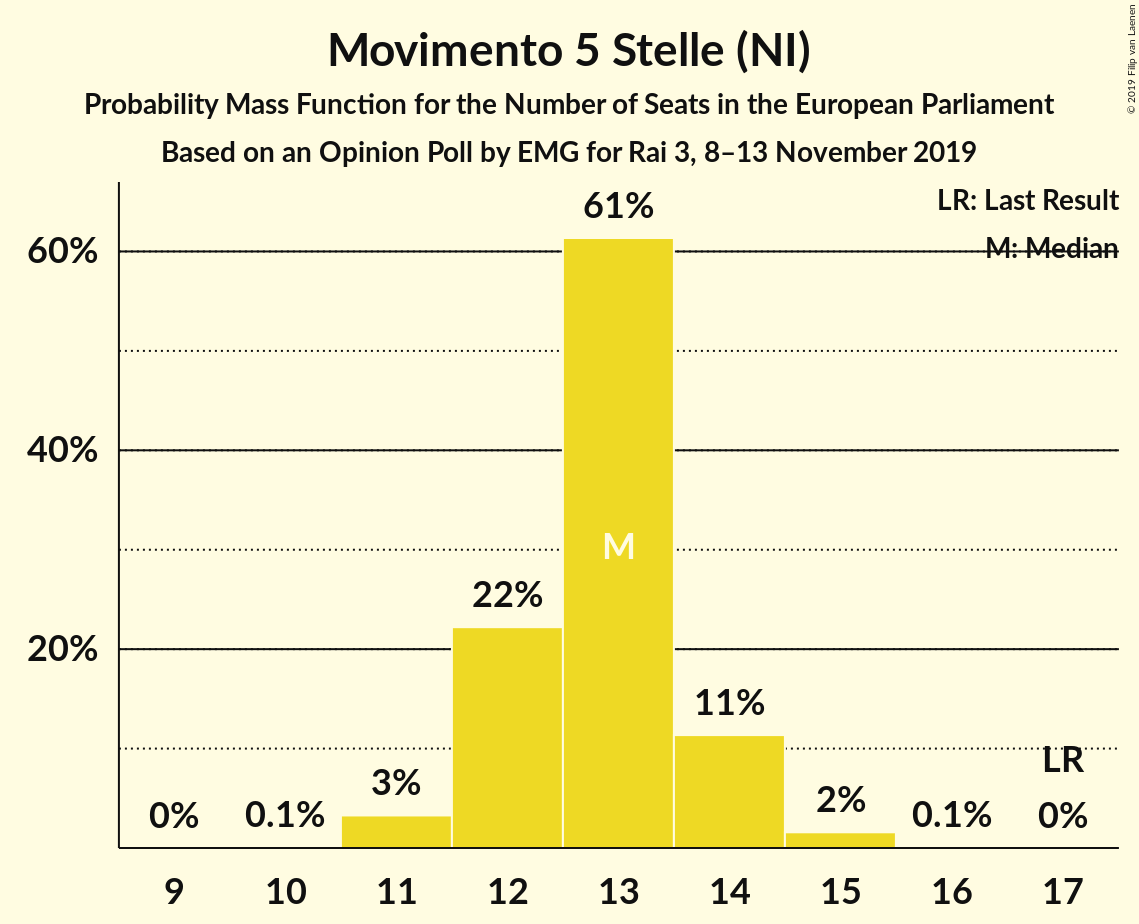 Movimento 5 Stelle (NI)
Probability Mass Function for the Number of Seats in the European Parliament
Based on an Opinion Poll by EMG for Rai 3, 8–13 November 2019
© 2019 Filip van Laenen
LR: Last Result
M: Median
60%
40%
20%
0%
0.1%
3%
22%
61%
M
11%
2%
0.1%
LR
0%
9 10 11 12 13 14 15 16 17